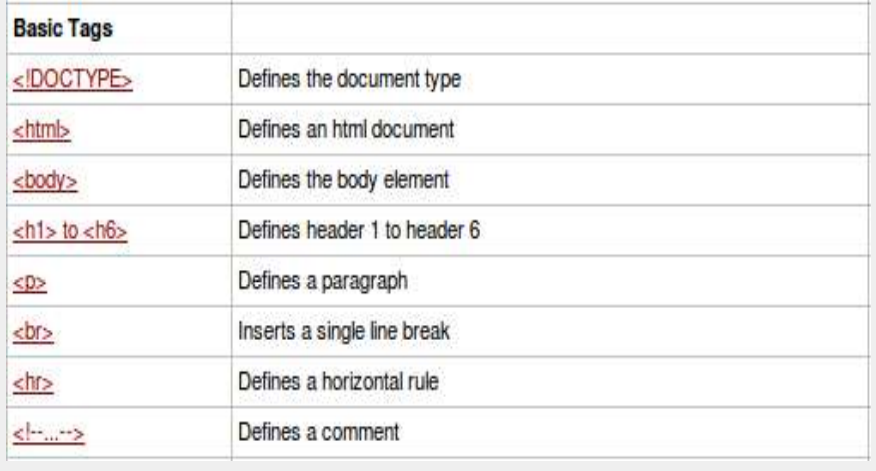 Basic Tags
<!DOCTYPE> Defines the document type
<html> Defines an html document
<body> Defines the body element
<h1> to <h6> Defines header 1 to header 6
<p> Defines a paragraph
<br> Inserts a single line break
<hr> Defines a horizontal rule
<!--...--> Defines a comment